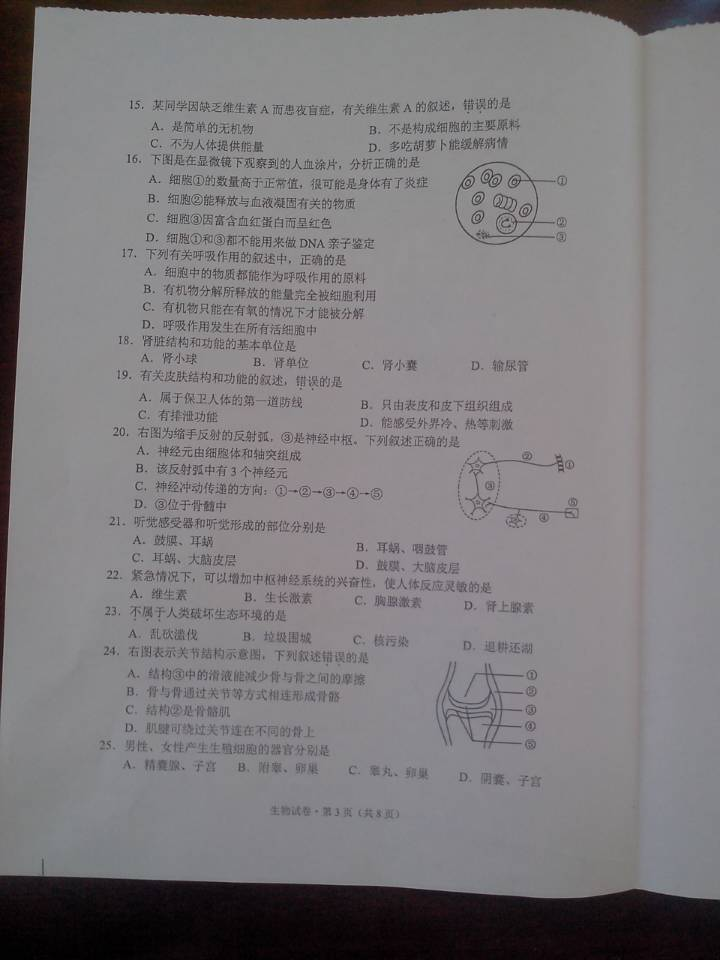 15．某同学因缺乏维生素 A 而患夜盲症，有关维生素 A 的叙述，错误的是
A．是简单的无机物 B．不是构成细胞的主要原料
C．不为人体提供能量 D．多吃胡萝卜能缓解病情
16．下图是在显微镜下观察到的人血涂片，分析正确的是
A．细胞①的数量高于正常值，很可能是身体有了炎症
B．细胞②能释放与血液凝固有关的物质
C．细胞③因富含血红蛋白而呈红色
D．细胞①和③都不能用来做 DNA 亲子鉴定
①
②
③
17．下列有关呼吸作用的叙述中，正确的是
A．细胞中的物质都能作为呼吸作用的原料
B．有机物分解所释放的能量完全被细胞利用
C．有机物只能在有氧的情况下才能被分解
D．呼吸作用发生在所有活细胞中
18．肾脏结构和功能的基本单位是
A．肾小球 B．肾单位 C．肾小囊 D．输尿管
19．有关皮肤结构和功能的叙述，错误的是
A．属于保卫人体的第一道防线 B．只由表皮和皮下组织组成
C．有排泄功能 D．能感受外界冷、热等刺激
20．右图为缩手反射的反射弧，③是神经中枢。下列叙述正确的是
A．神经元由细胞体和轴突组成
B．该反射弧中有 3 个神经元
C．神经冲动传递的方向：①→②→③→④→⑤
D．③位于脊髓中
②
①
③
⑤
④
21．听觉感受器和听觉形成的部位分别是
A．鼓膜、耳蜗 B．耳蜗、咽鼓管
C．耳蜗、大脑皮层 D．鼓膜、大脑皮层
22．紧急情况下，可以增加中枢神经系统的兴奋性，使人体反应灵敏的是
A．维生素 B．生长激素 C．胸腺激素 D．肾上腺素
23．不属于人类破坏生态环境的是
A．乱砍滥伐 B．垃圾围城 C．核污染 D．退耕还湖
24．右图表示关节结构示意图，下列叙述错误的是
A．结构③中的滑液能减少骨与骨之间的摩擦
B．骨与骨通过关节等方式相连形成骨骼
C．结构②是骨骼肌
D．肌腱可绕过关节连在不同的骨上
①
②
③
④
⑤
25．男性、女性产生生殖细胞的器官分别是
A．精囊腺、子宫 B．附睾、卵巢 C．睾丸、卵巢 D．阴囊、子宫
生物试卷·第 3 页（共 8 页）